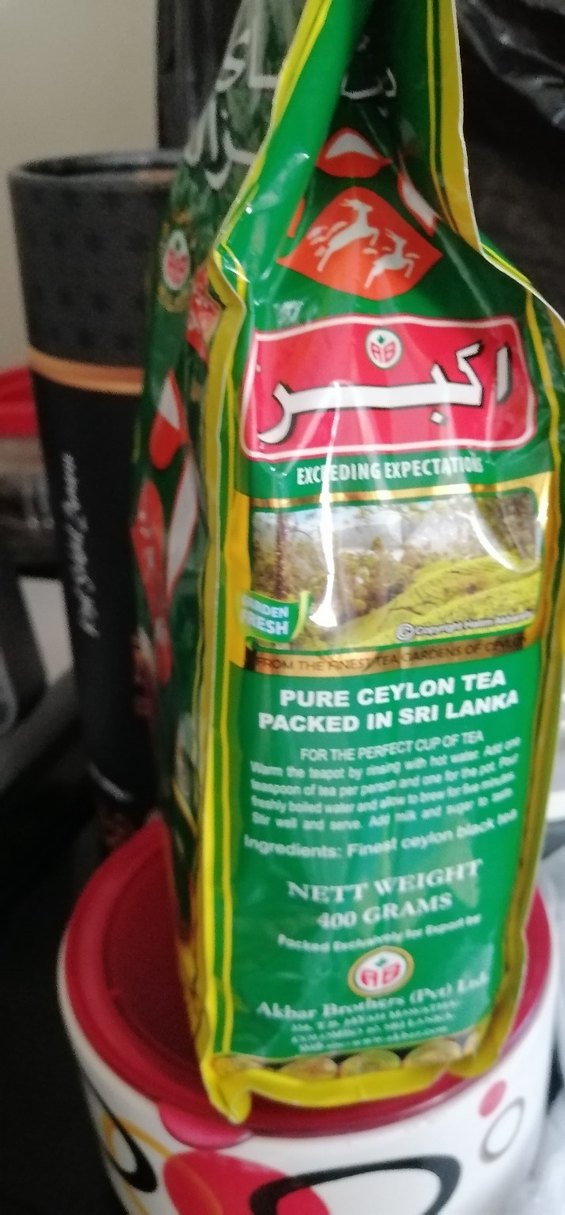 اكبر
EXCEEDING EXPECTATIONS
GARDEN
FRESH
© Copyright
FROM THE FINEST TEA GARDENS OF CEYLON
PURE CEYLON TEA
PACKED IN SRI LANKA
FOR THE PERFECT CUP OF TEA
Warm the teapot by rinsing with hot water. Add one
teaspoon of tea per person and one for the pot. Pour
freshly boiled water and allow to brew for five minutes.
Stir well and serve. Add milk and sugar to taste
Ingredients: Finest ceylon black tea
NETT WEIGHT
400 GRAMS
Packed Exclusively for Export by
AB
Akbar Brothers (Pvt) Ltd.